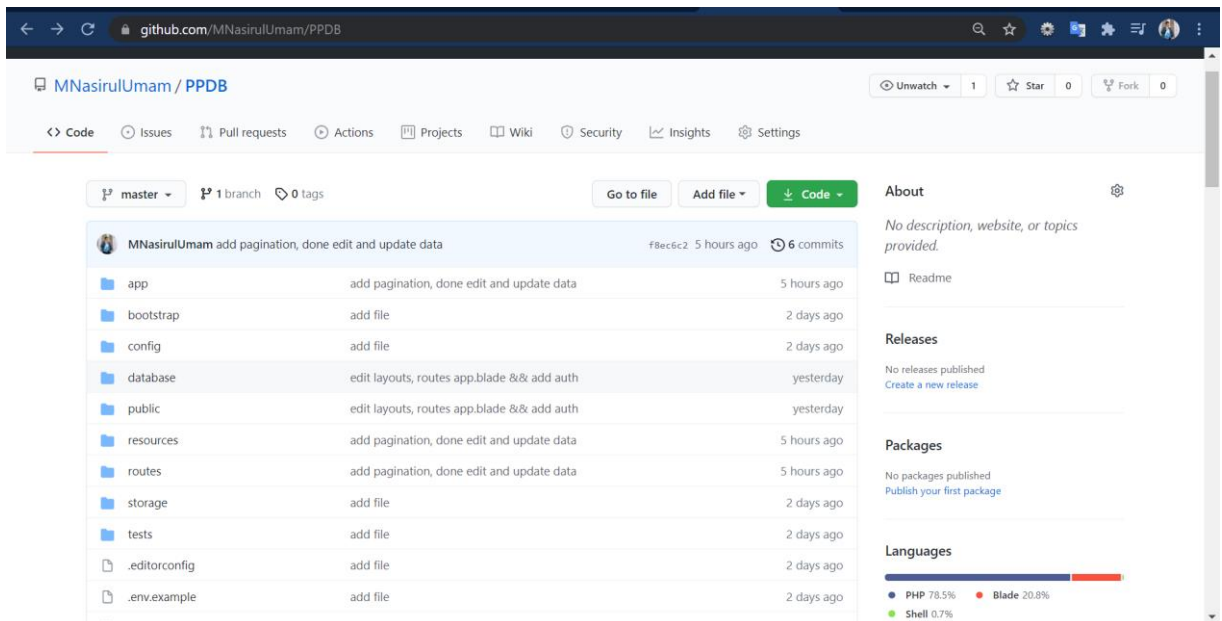 github.com/MNasirulUmam/PPDB
MNasirulUmam / PPDB
Unwatch 1 Star 0 Fork 0
<> Code Issues Pull requests Actions Projects Wiki Security Insights Settings
master 1 branch 0 tags Go to file Add file Code
MNasirulUmam add pagination, done edit and update data f8ec6c2 5 hours ago 6 commits
app add pagination, done edit and update data 5 hours ago
bootstrap add file 2 days ago
config add file 2 days ago
database edit layouts, routes app.blade && add auth yesterday
public edit layouts, routes app.blade && add auth yesterday
resources add pagination, done edit and update data 5 hours ago
routes add pagination, done edit and update data 5 hours ago
storage add file 2 days ago
tests add file 2 days ago
.editorconfig add file 2 days ago
.env.example add file 2 days ago
About
No description, website, or topics
provided.
Readme
Releases
No releases published
Create a new release
Packages
No packages published
Publish your first package
Languages
PHP 78.5% Blade 20.8%
Shell 0.7%